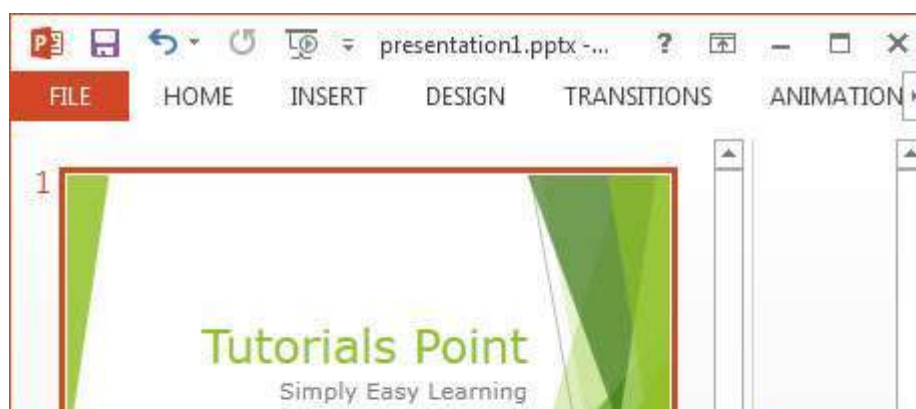 presentation1.pptx -... ?
FILE HOME INSERT DESIGN TRANSITIONS ANIMATION
1
Tutorials Point
Simply Easy Learning